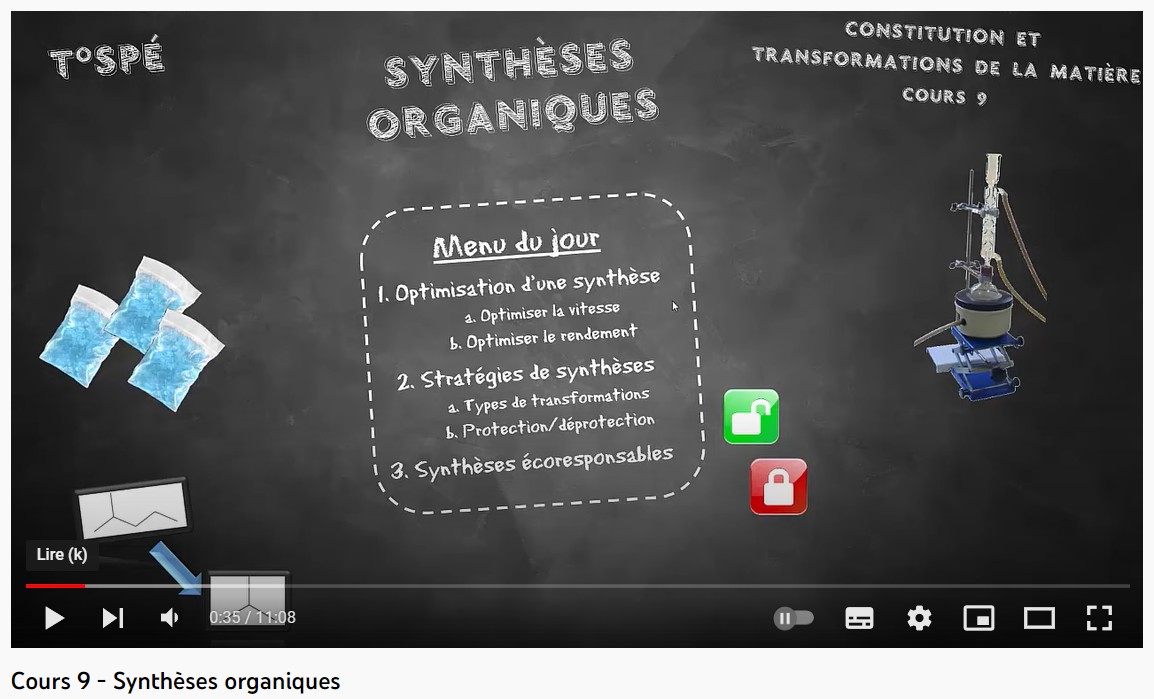 T°SPÉ
SYNTHÈSES
ORGANIQUES
CONSTITUTION ET
TRANSFORMATIONS DE LA MATIÈRE
COURS 9
Menu du jour
1. Optimisation d'une synthèse
a. Optimiser la vitesse
b. Optimiser le rendement
2. Stratégies de synthèses
a. Types de transformations
b. Protection/déprotection
3. Synthèses écoresponsables
Lire (k)
0:35 / 11:08
Cours 9 - Synthèses organiques